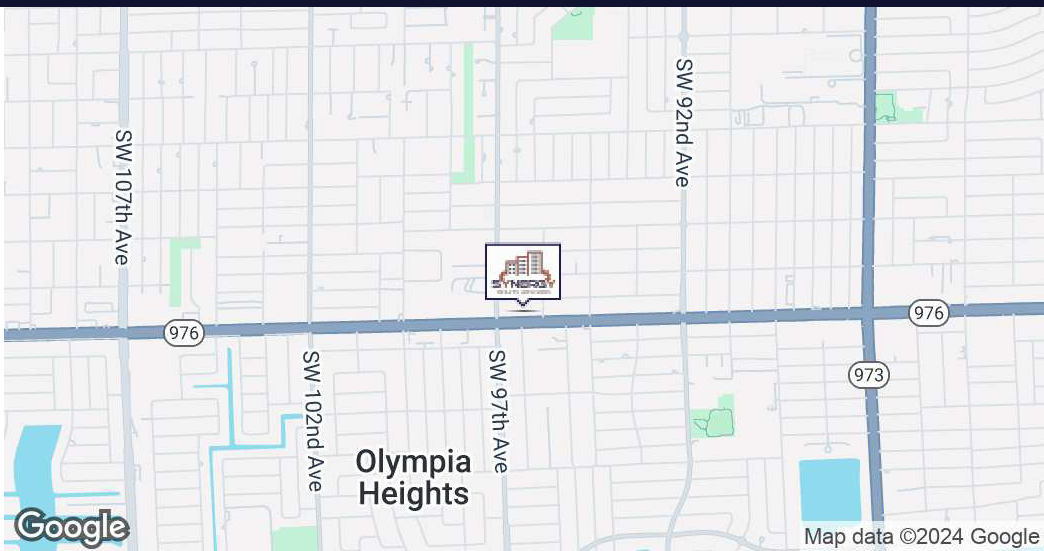 SW 107th Ave
SW 92nd Ave
SYNERGY
976
976
973
SW 102nd Ave
SW 97th Ave
Olympia
Heights
Google
Map data ©2024 Google